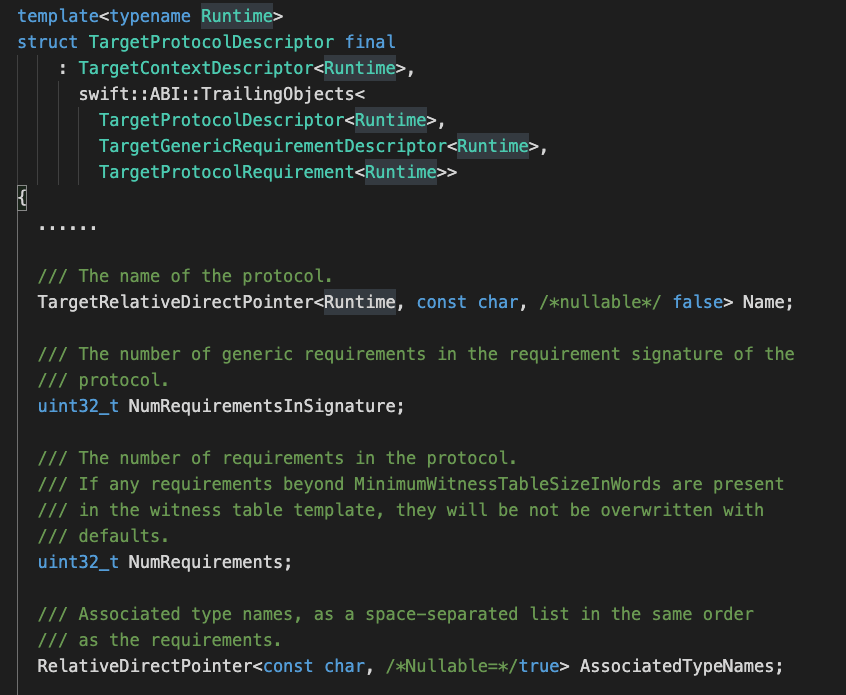 template<typename Runtime>
struct TargetProtocolDescriptor final
: TargetContextDescriptor<Runtime>,
swift::ABI::TrailingObjects<
TargetProtocolDescriptor<Runtime>,
TargetGenericRequirementDescriptor<Runtime>,
TargetProtocolRequirement<Runtime>>
{
......
/// The name of the protocol.
TargetRelativeDirectPointer<Runtime, const char, /*nullable*/ false> Name;
/// The number of generic requirements in the requirement signature of the
/// protocol.
uint32_t NumRequirementsInSignature;
/// The number of requirements in the protocol.
/// If any requirements beyond MinimumWitnessTableSizeInWords are present
/// in the witness table template, they will be not be overwritten with
/// defaults.
uint32_t NumRequirements;
/// Associated type names, as a space-separated list in the same order
/// as the requirements.
RelativeDirectPointer<const char, /*Nullable=*/true> AssociatedTypeNames;